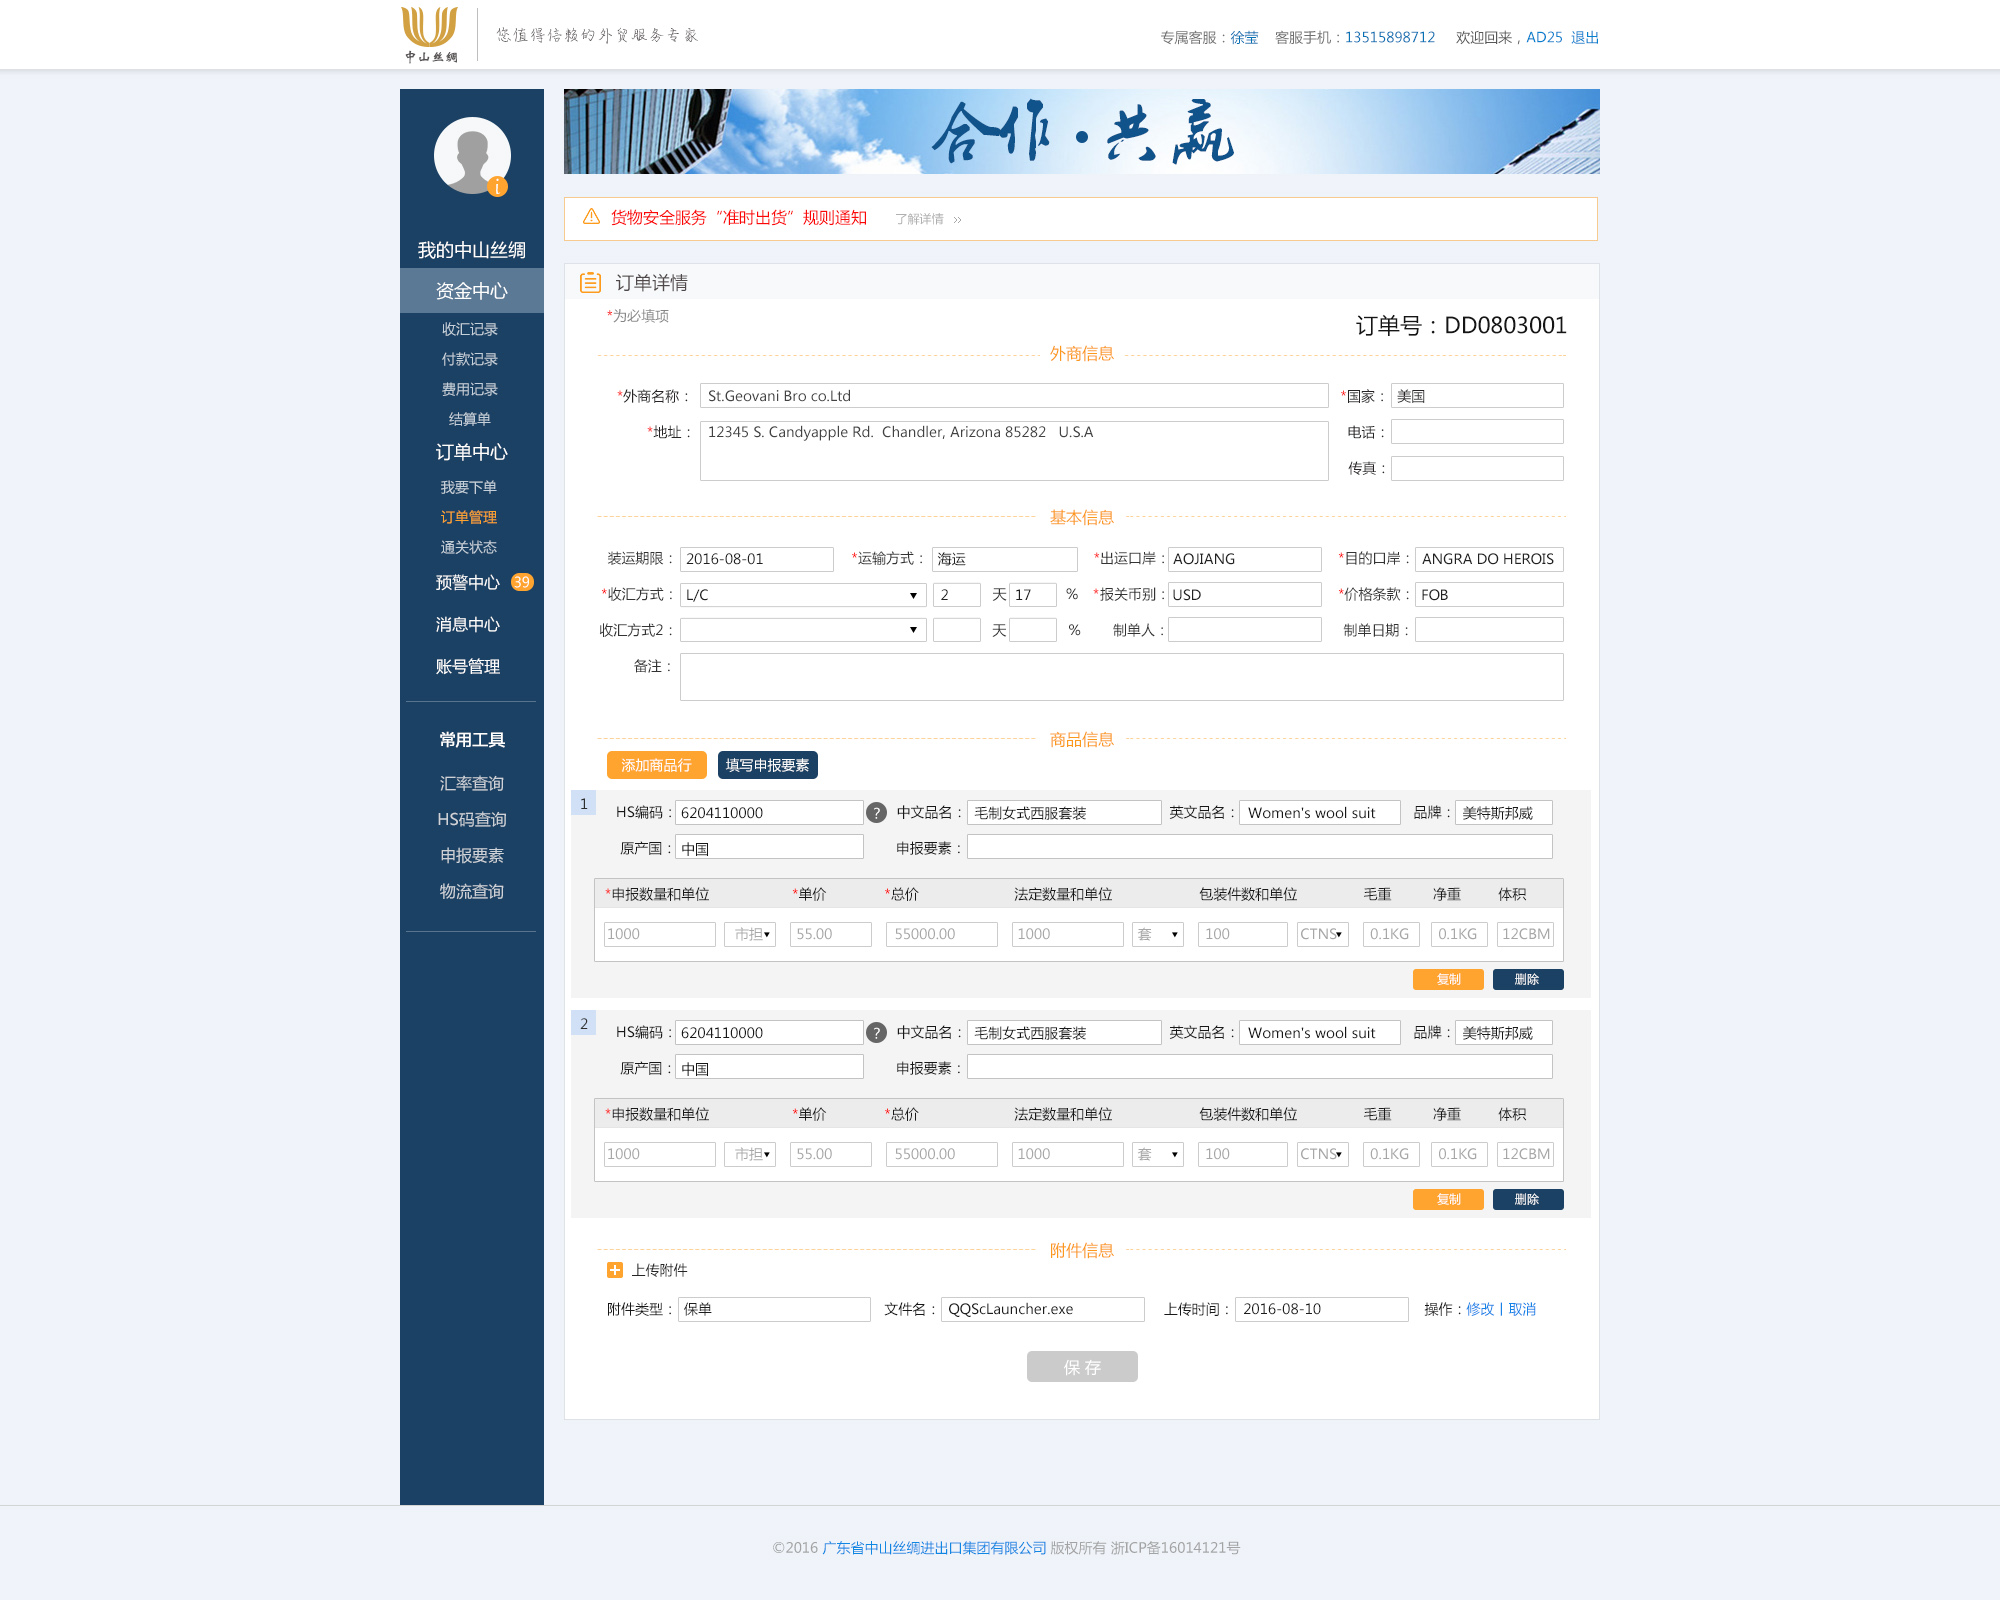 中山丝绸
您值得信赖的外贸服务专家
专属客服：徐莹 客服手机：13515898712 欢迎回来，AD25 退出
合作·共赢
i
我的中山丝绸
资金中心
收汇记录
付款记录
费用记录
结算单
订单中心
我要下单
订单管理
通关状态
预警中心 39
消息中心
账号管理
常用工具
汇率查询
HS码查询
申报要素
物流查询
货物安全服务“准时出货”规则通知 了解详情 »
订单详情
*为必填项
订单号：DD0803001
外商信息
*外商名称： St.Geovani Bro co.Ltd *国家： 美国
*地址： 12345 S. Candyapple Rd. Chandler, Arizona 85282 U.S.A 电话：
传真：
基本信息
装运期限： 2016-08-01 *运输方式： 海运 *出运口岸： AOJIANG *目的口岸： ANGRA DO HEROIS
*收汇方式： L/C 2 天 17 % *报关币别： USD *价格条款： FOB
收汇方式2： 天 % 制单人： 制单日期：
备注：
商品信息
添加商品行 填写申报要素
1 HS编码： 6204110000 ? 中文品名： 毛制女式西服套装 英文品名： Women's wool suit 品牌： 美特斯邦威
原产国： 中国 申报要素：
*申报数量和单位 *单价 *总价 法定数量和单位 包装件数和单位 毛重 净重 体积
1000 市担 55.00 55000.00 1000 套 100 CTNS 0.1KG 0.1KG 12CBM
复制 删除
2 HS编码： 6204110000 ? 中文品名： 毛制女式西服套装 英文品名： Women's wool suit 品牌： 美特斯邦威
原产国： 中国 申报要素：
*申报数量和单位 *单价 *总价 法定数量和单位 包装件数和单位 毛重 净重 体积
1000 市担 55.00 55000.00 1000 套 100 CTNS 0.1KG 0.1KG 12CBM
复制 删除
附件信息
上传附件
附件类型： 保单 文件名： QQScLauncher.exe 上传时间： 2016-08-10 操作：修改 | 取消
保 存
©2016 广东省中山丝绸进出口集团有限公司 版权所有 浙ICP备16014121号